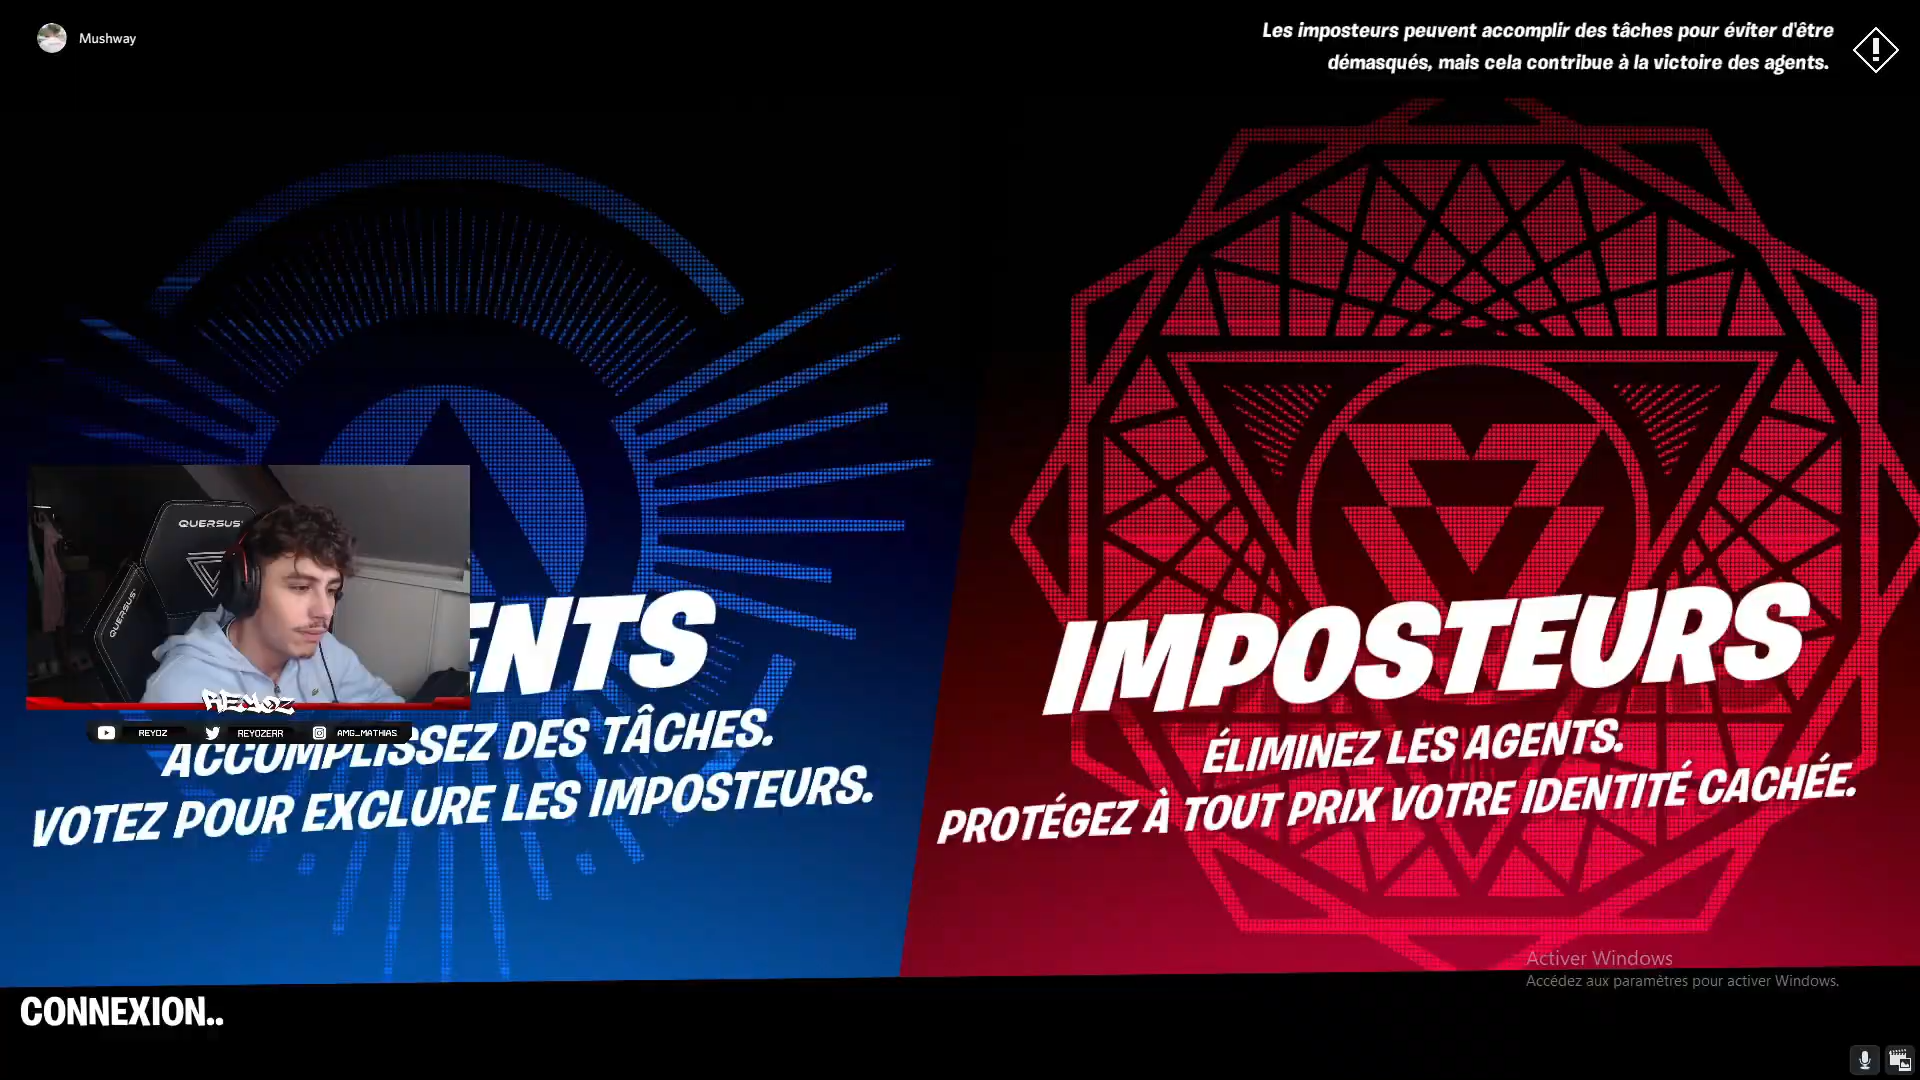 Mushway
Les imposteurs peuvent accomplir des tâches pour éviter d'être
démasqués, mais cela contribue à la victoire des agents.
QUERSUS
QUERSUS
ENTS
IMPOSTEURS
REYOZ
REYOZ
REYOZERR
AMG_MATHIAS
ACCOMPLISSEZ DES TÂCHES.
VOTEZ POUR EXCLURE LES IMPOSTEURS.
ÉLIMINEZ LES AGENTS.
PROTÉGEZ À TOUT PRIX VOTRE IDENTITÉ CACHÉE.
Activer Windows
Accédez aux paramètres pour activer Windows.
CONNEXION..